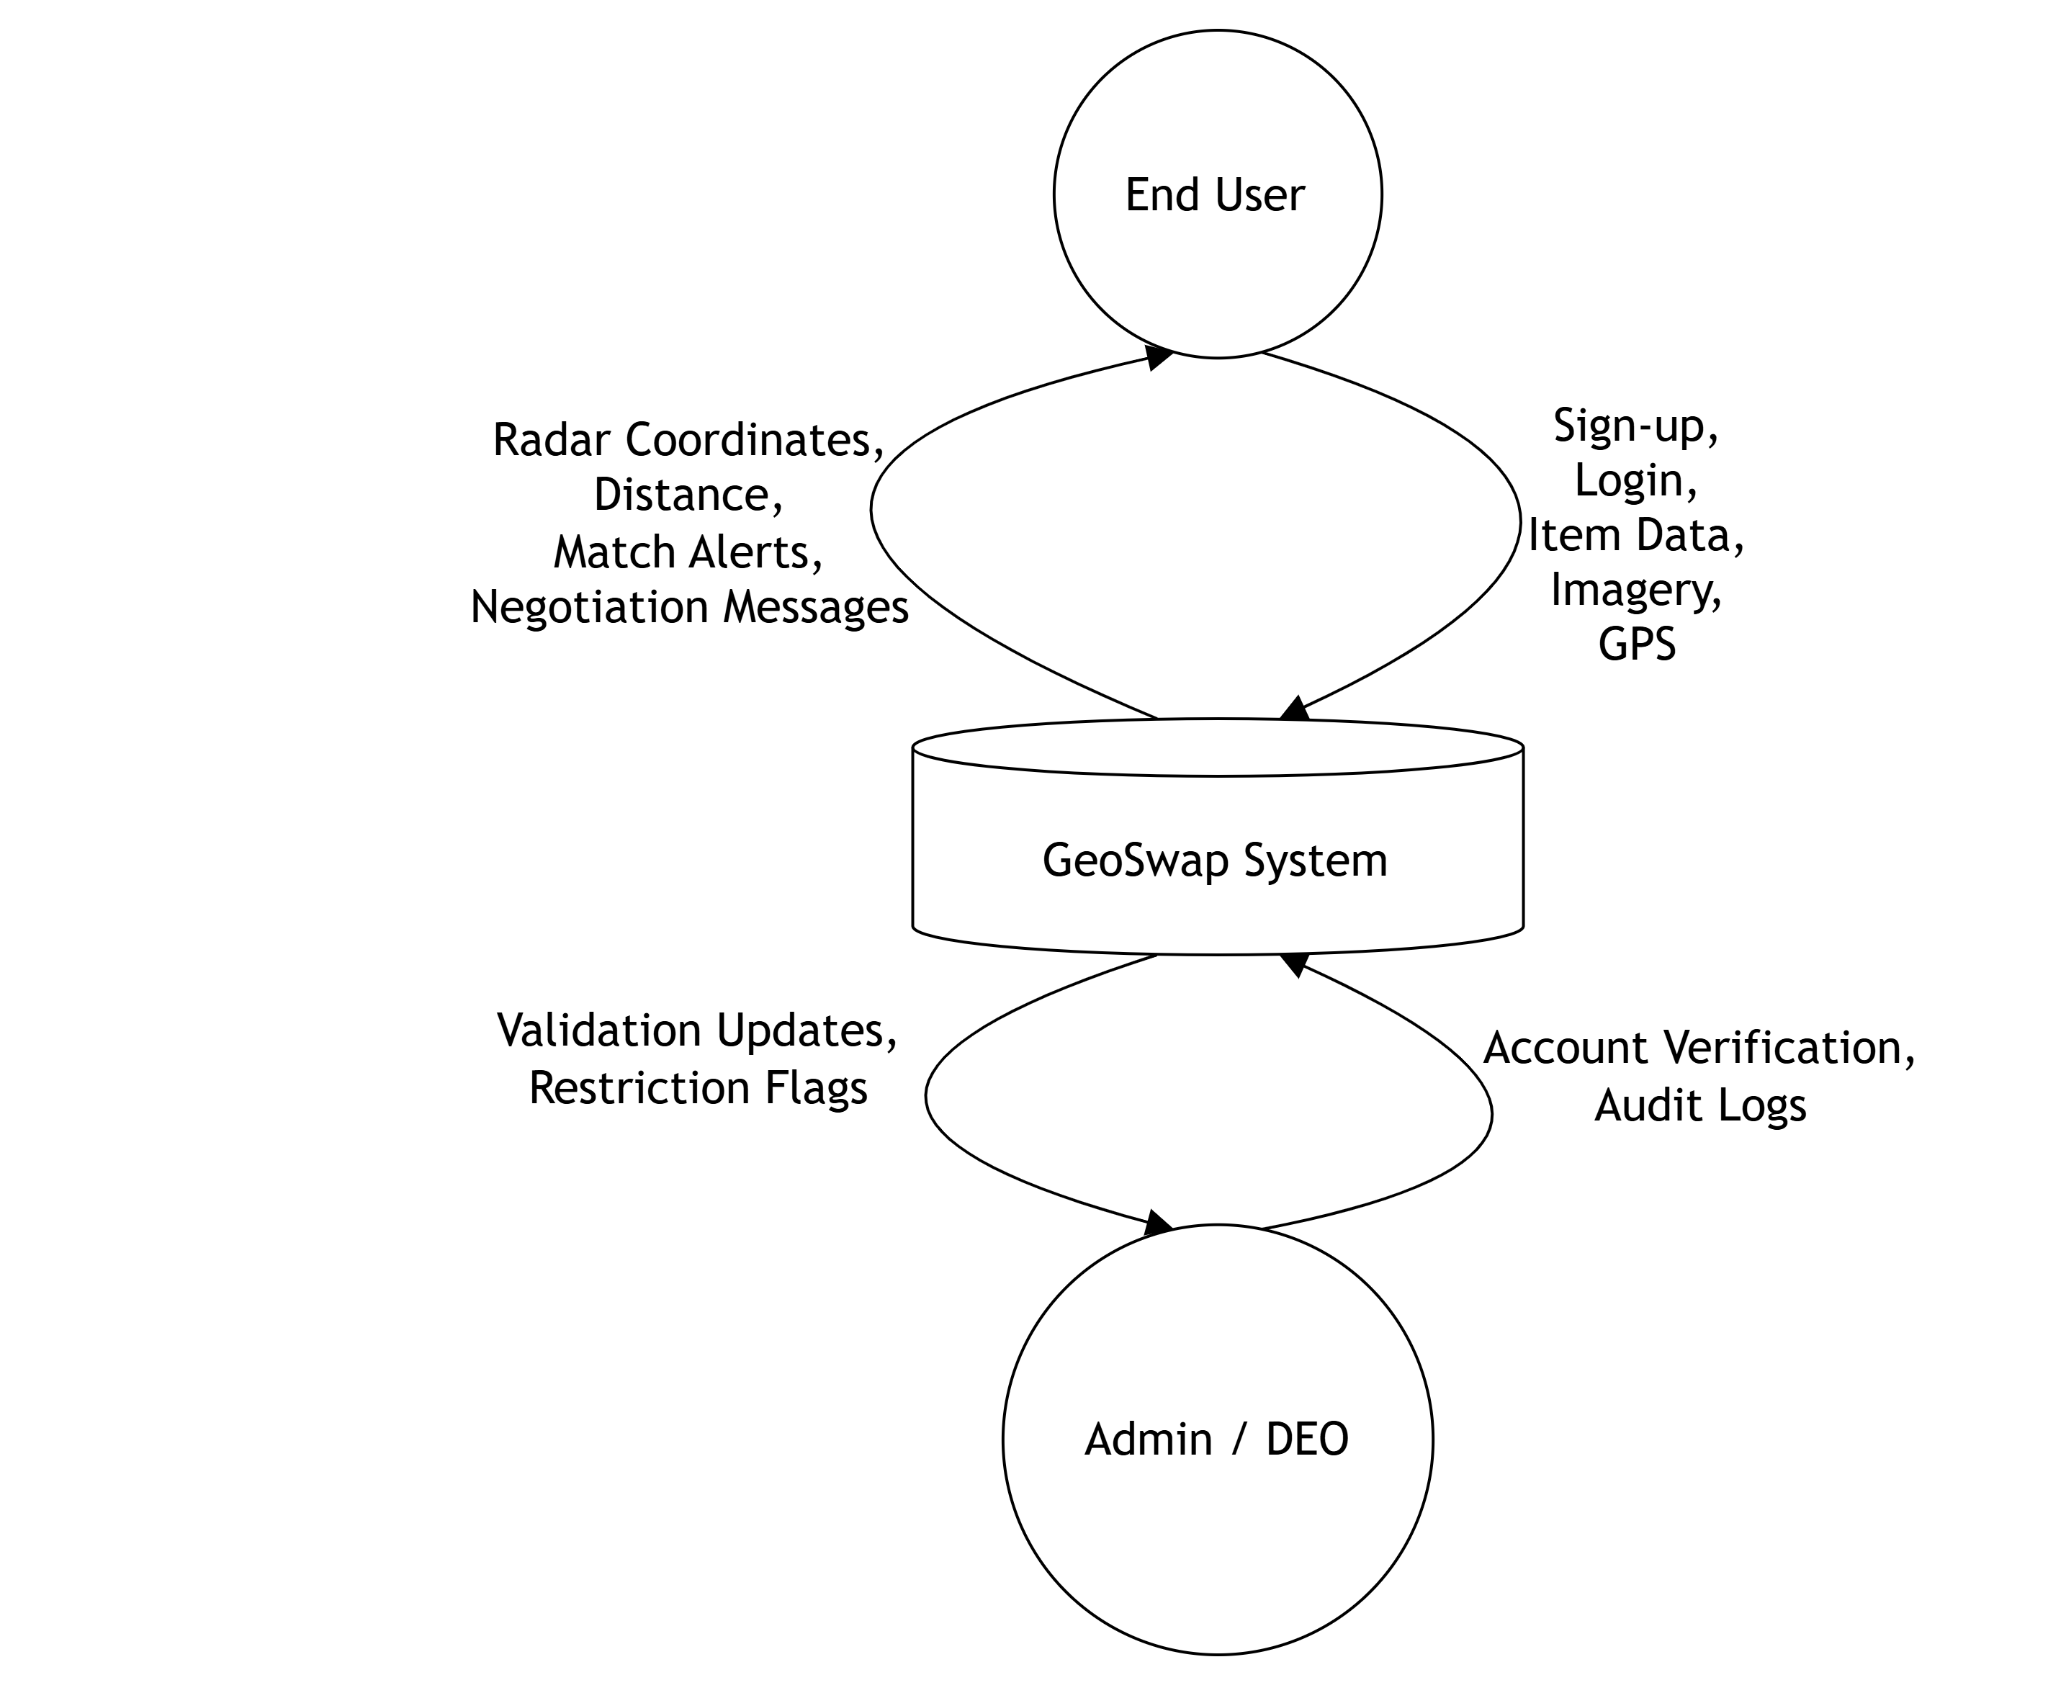 End User
Radar Coordinates,
Distance,
Match Alerts,
Negotiation Messages
Sign-up,
Login,
Item Data,
Imagery,
GPS
GeoSwap System
Validation Updates,
Restriction Flags
Account Verification,
Audit Logs
Admin / DEO